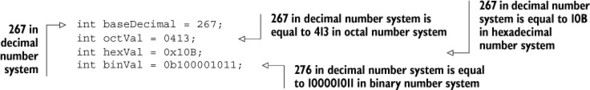 267 in
decimal
number
system
int baseDecimal = 267;
int octVal = 0413;
int hexVal = 0x10B;
int binVal = 0b100001011;
267 in decimal number system is
equal to 413 in octal number system
267 in decimal number
system is equal to 10B
in hexadecimal
number system
276 in decimal number system is equal
to 100001011 in binary number system